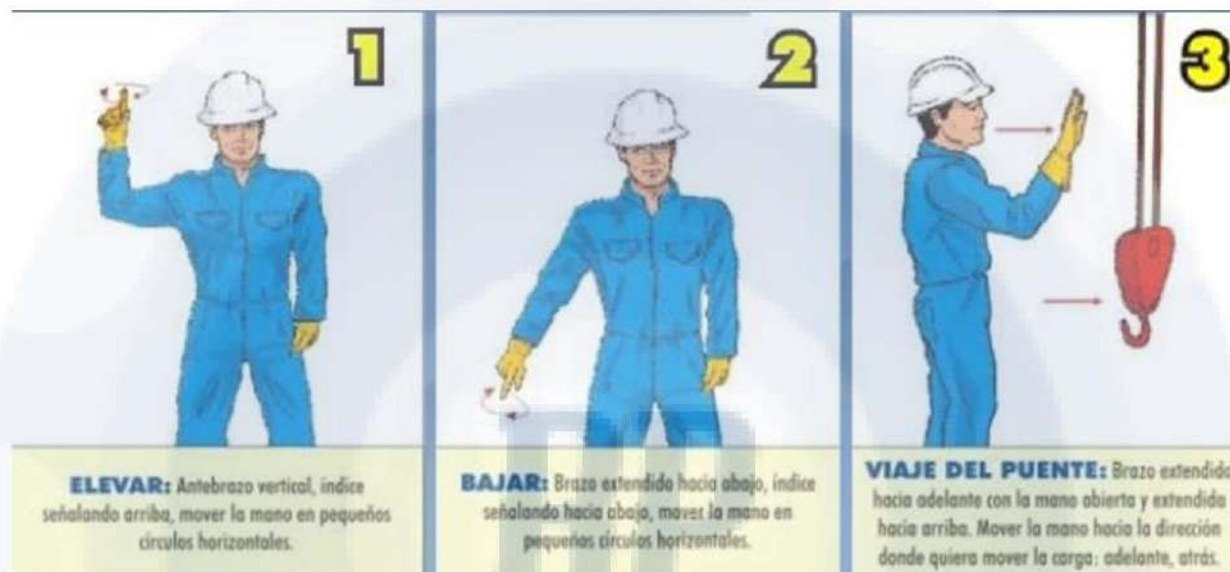 1
2
3
ELEVAR: Antebrazo vertical, índice
señalando arriba, mover la mano en pequeños
círculos horizontales.
BAJAR: Brazo extendido hacia abajo, índice
señalando hacia abajo, mover la mano en
pequeños círculos horizontales.
VIAJE DEL PUENTE: Brazo extendido
hacia adelante con la mano abierta y extendida
hacia arriba. Mover la mano hacia la dirección
donde quiera mover la carga: adelante, atrás.